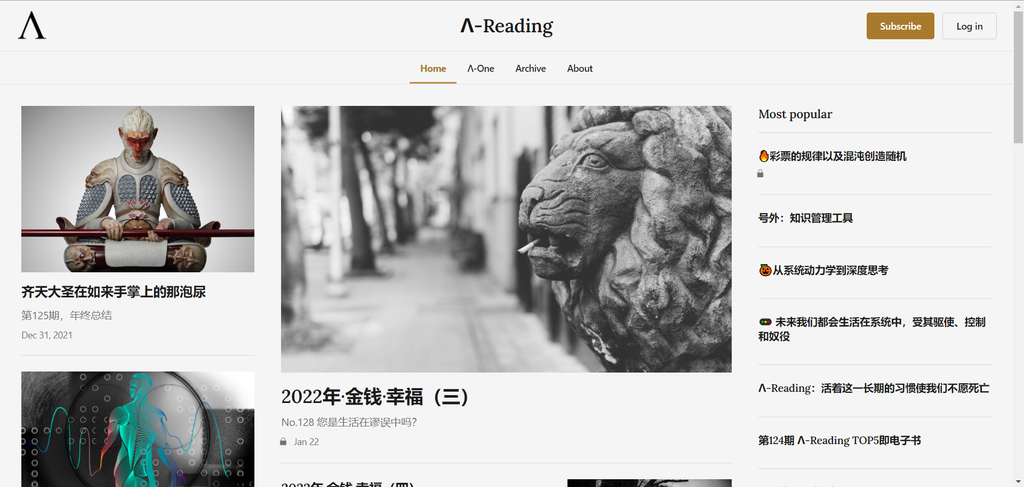 Λ
Λ-Reading
Subscribe
Log in
Home
Λ-One
Archive
About
齐天大圣在如来手掌上的那泡尿
第125期，年终总结
Dec 31, 2021
2022年·金钱·幸福（三）
No.128 您是生活在谬误中吗？
Jan 22
2022年·金钱·幸福（四）
Most popular
🔥彩票的规律以及混沌创造随机
号外：知识管理工具
🎃从系统动力学到深度思考
未来我们都会生活在系统中，受其驱使、控制
和奴役
Λ-Reading：活着这一长期的习惯使我们不愿死亡
第124期 Λ-Reading TOP5即电子书